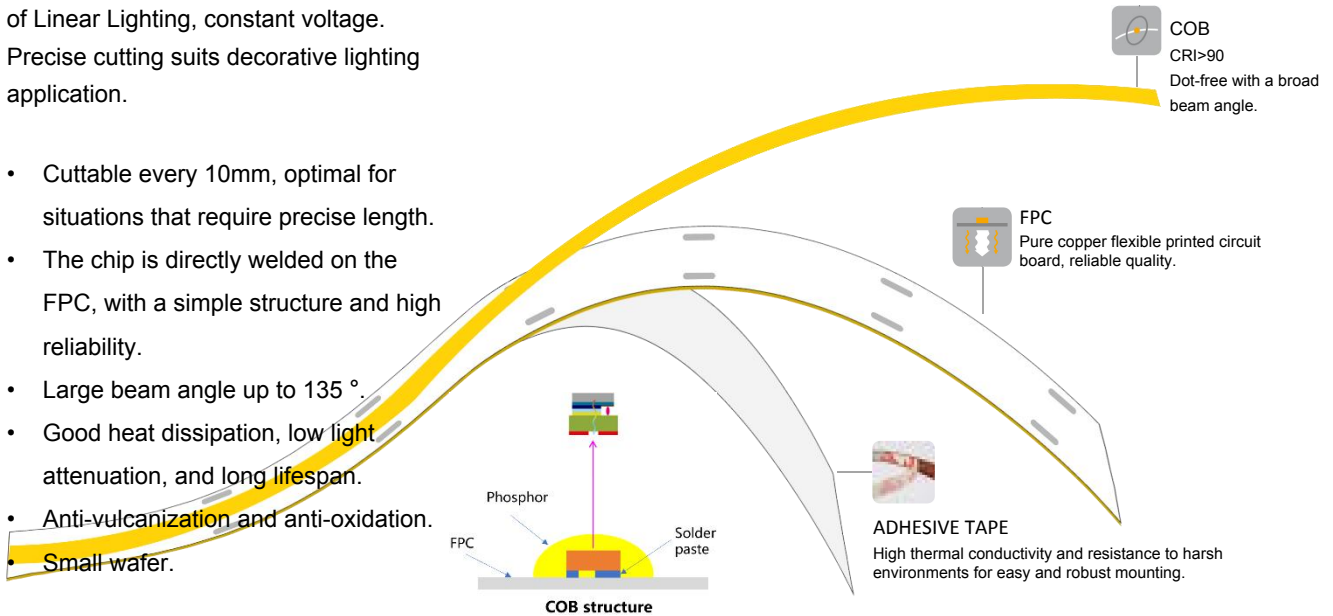 of Linear Lighting, constant voltage.
Precise cutting suits decorative lighting
application.
• Cuttable every 10mm, optimal for
situations that require precise length.
• The chip is directly welded on the
FPC, with a simple structure and high
reliability.
• Large beam angle up to 135 °.
• Good heat dissipation, low light
attenuation, and long lifespan.
• Anti-vulcanization and anti-oxidation.
• Small wafer.
COB
CRI>90
Dot-free with a broad
beam angle.
FPC
Pure copper flexible printed circuit
board, reliable quality.
ADHESIVE TAPE
High thermal conductivity and resistance to harsh
environments for easy and robust mounting.
Phosphor
FPC
Solder
paste
COB structure